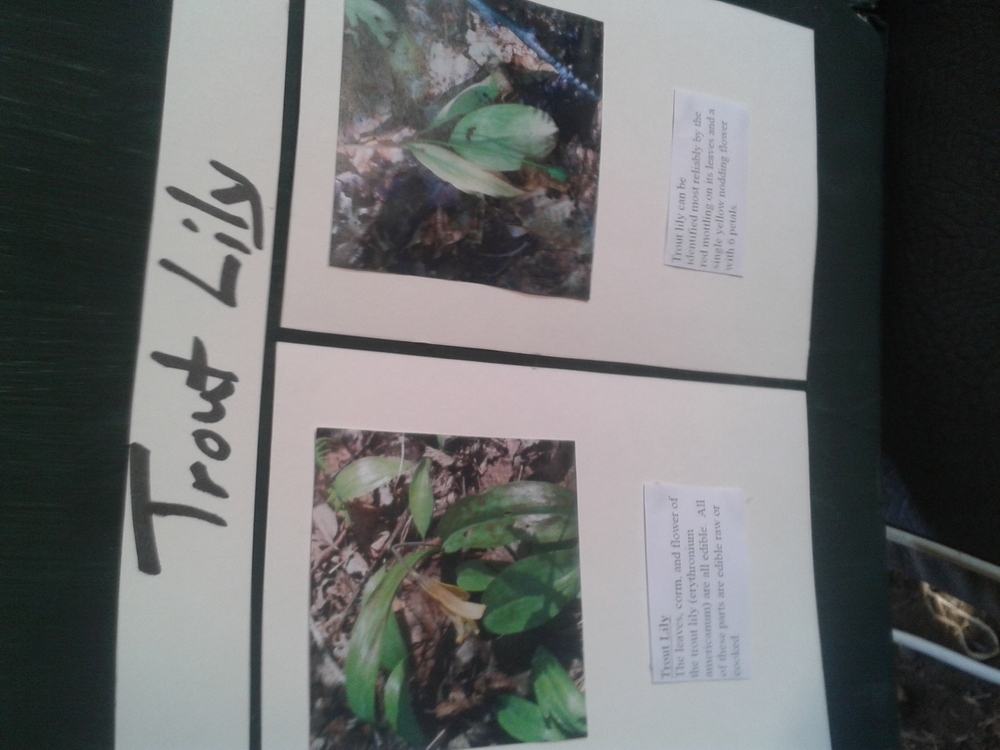 Trout Lily
Trout Lily
The leaves, corm, and flower of
the trout lily (erythronium
americanum) are all edible. All
of these parts are edible raw or
cooked.
Trout lily can be
identified most reliably by the
red mottling on its leaves and a
single yellow nodding flower
with 6 petals.